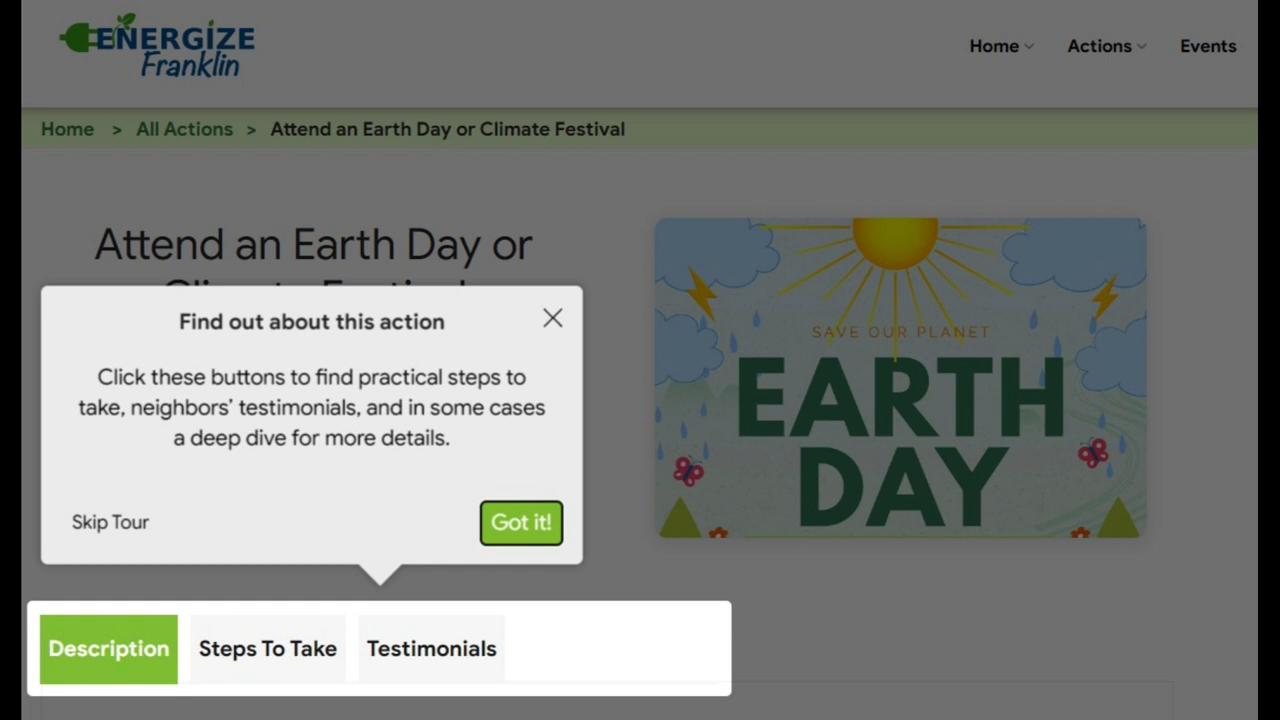 ENERGIZE
Franklin
Home
Actions
Events
Home > All Actions > Attend an Earth Day or Climate Festival
Attend an Earth Day or
Climate Festival
Find out about this action
Click these buttons to find practical steps to
take, neighbors’ testimonials, and in some cases
a deep dive for more details.
Skip Tour
Got it!
SAVE OUR PLANET
EARTH
DAY
Description
Steps To Take
Testimonials